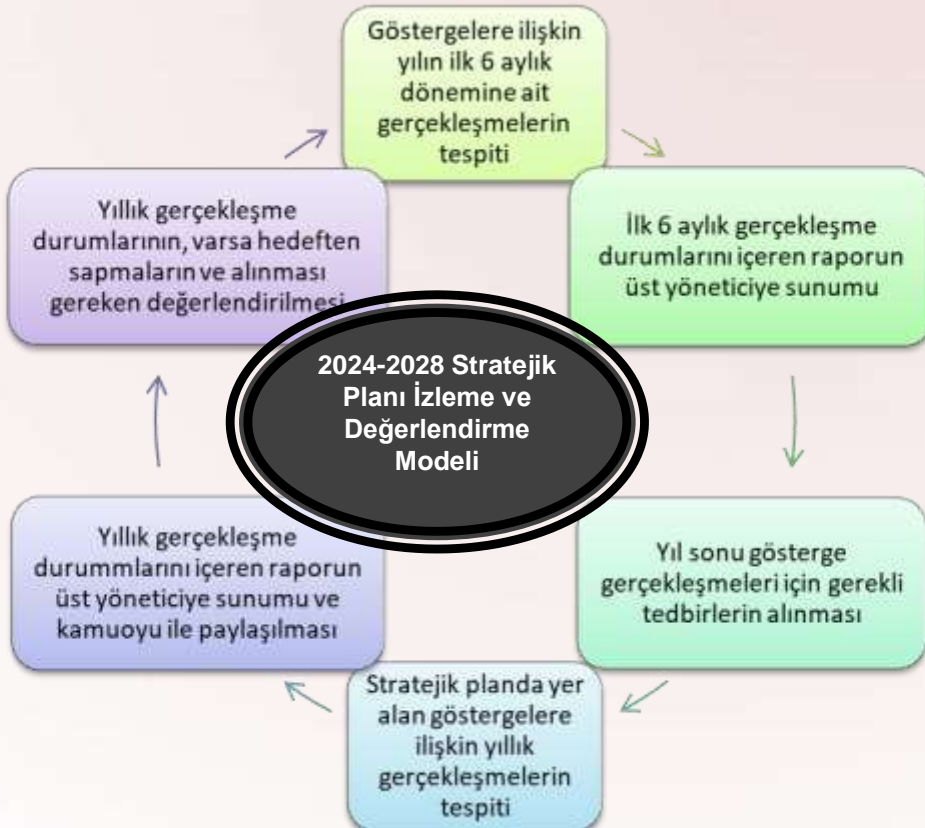 Göstergelere ilişkin
yılın ilk 6 aylık
dönemine ait
gerçekleşmelerin
tespiti
İlk 6 aylık gerçekleşme
durumlarını içeren raporun
üst yöneticiye sunumu
Yıl sonu gösterge
gerçekleşmeleri için gerekli
tedbirlerin alınması
Stratejik planda yer
alan göstergelere
ilişkin yıllık
gerçekleşmelerin
tespiti
Yıllık gerçekleşme
durummlarını içeren raporun
üst yöneticiye sunumu ve
kamuoyu ile paylaşılması
Yıllık gerçekleşme
durumlarının, varsa hedeften
sapmaların ve alınması
gereken değerlendirilmesi
2024-2028 Stratejik
Planı İzleme ve
Değerlendirme
Modeli